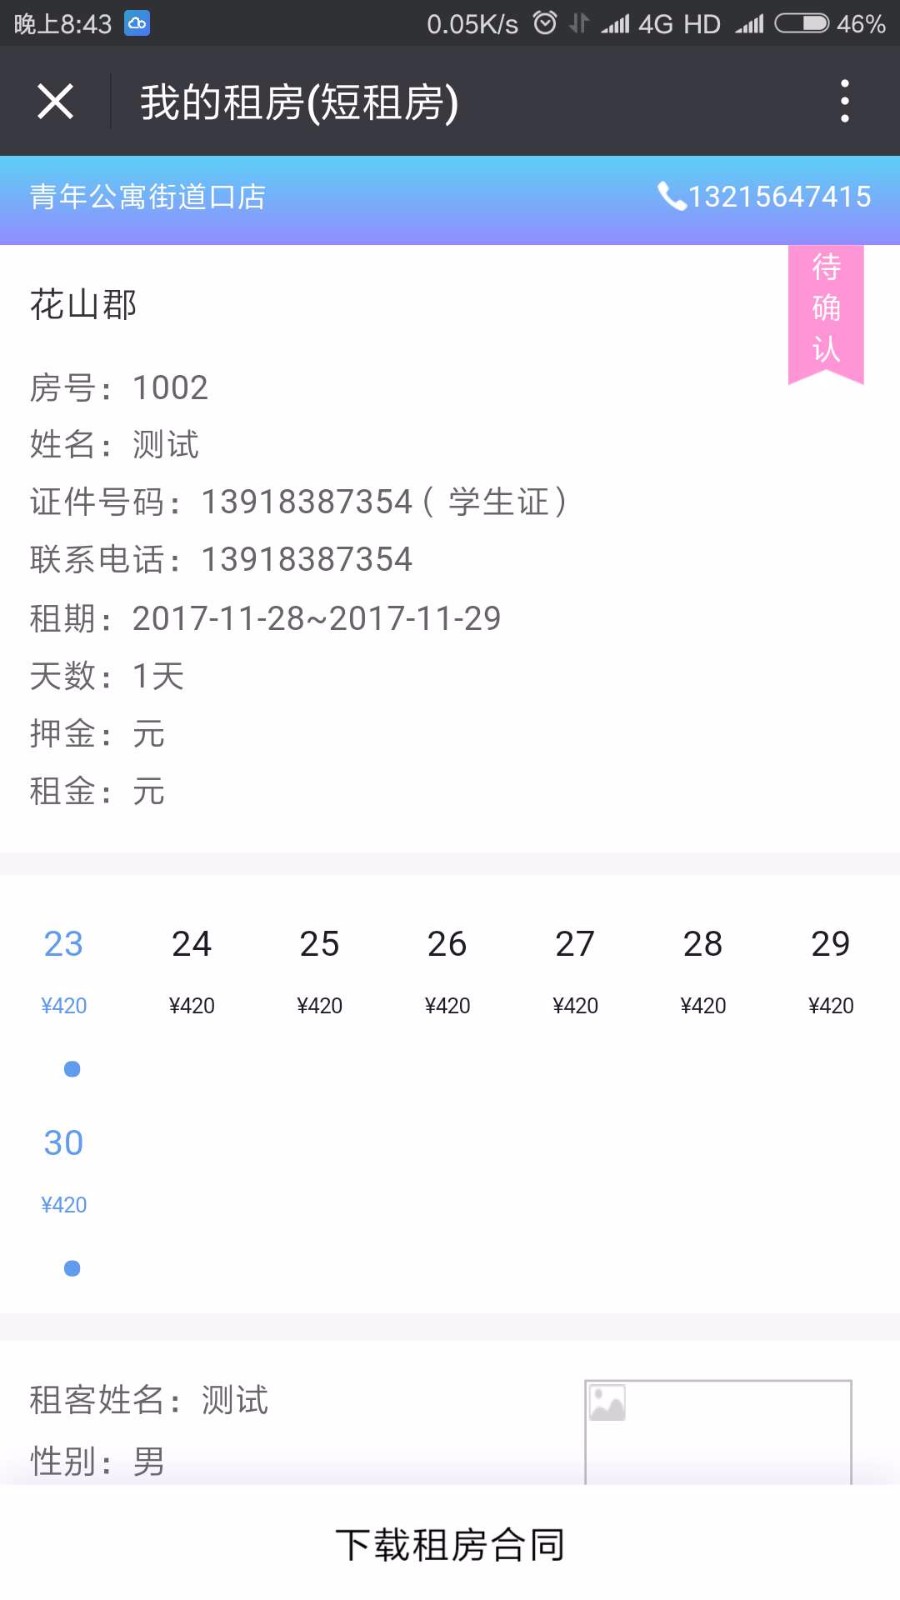 晚上8:43 0.05K/s 4G HD 46%
我的租房(短租房)
青年公寓街道口店 13215647415
待确认
花山郡
房号：1002
姓名：测试
证件号码：13918387354（ 学生证）
联系电话：13918387354
租期：2017-11-28~2017-11-29
天数：1天
押金：元
租金：元
23 24 25 26 27 28 29
¥420 ¥420 ¥420 ¥420 ¥420 ¥420 ¥420
30
¥420
租客姓名：测试
性别：男
下载租房合同